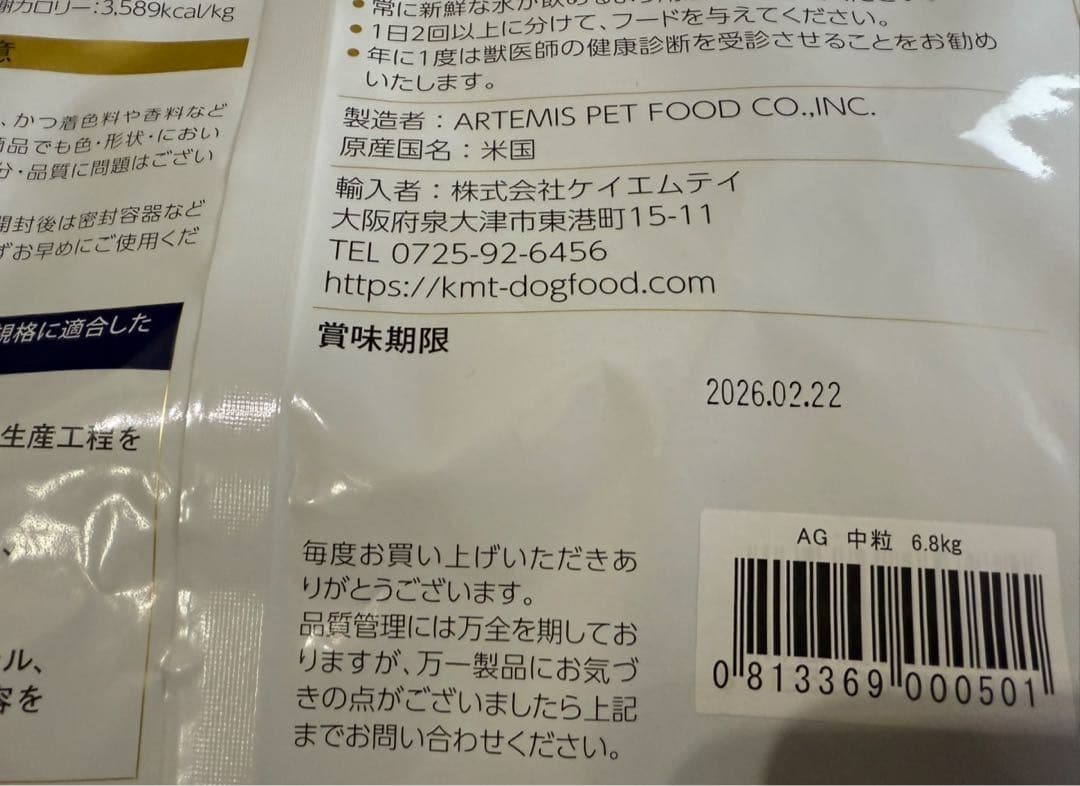 カロリー：3,589kcal/kg
意
、かつ着色料や香料など
商品でも色・形状・におい
分・品質に問題はござい
開封後は密封容器など
ずお早めにご使用くだ
規格に適合した
生産工程を
ル、
容を
● 常に新鮮な水が飲める
● 1日2回以上に分けて、フードを与えてください。
● 年に1度は獣医師の健康診断を受診させることをお勧め
いたします。
製造者：ARTEMIS PET FOOD CO.,INC.
原産国名：米国
輸入者：株式会社ケイエムテイ
大阪府泉大津市東港町15-11
TEL 0725-92-6456
https://kmt-dogfood.com
賞味期限
2026.02.22
毎度お買い上げいただきあ
りがとうございます。
品質管理には万全を期してお
りますが、万一製品にお気づ
きの点がございましたら上記
までお問い合わせください。
AG 中粒 6.8kg
0 813369 000501